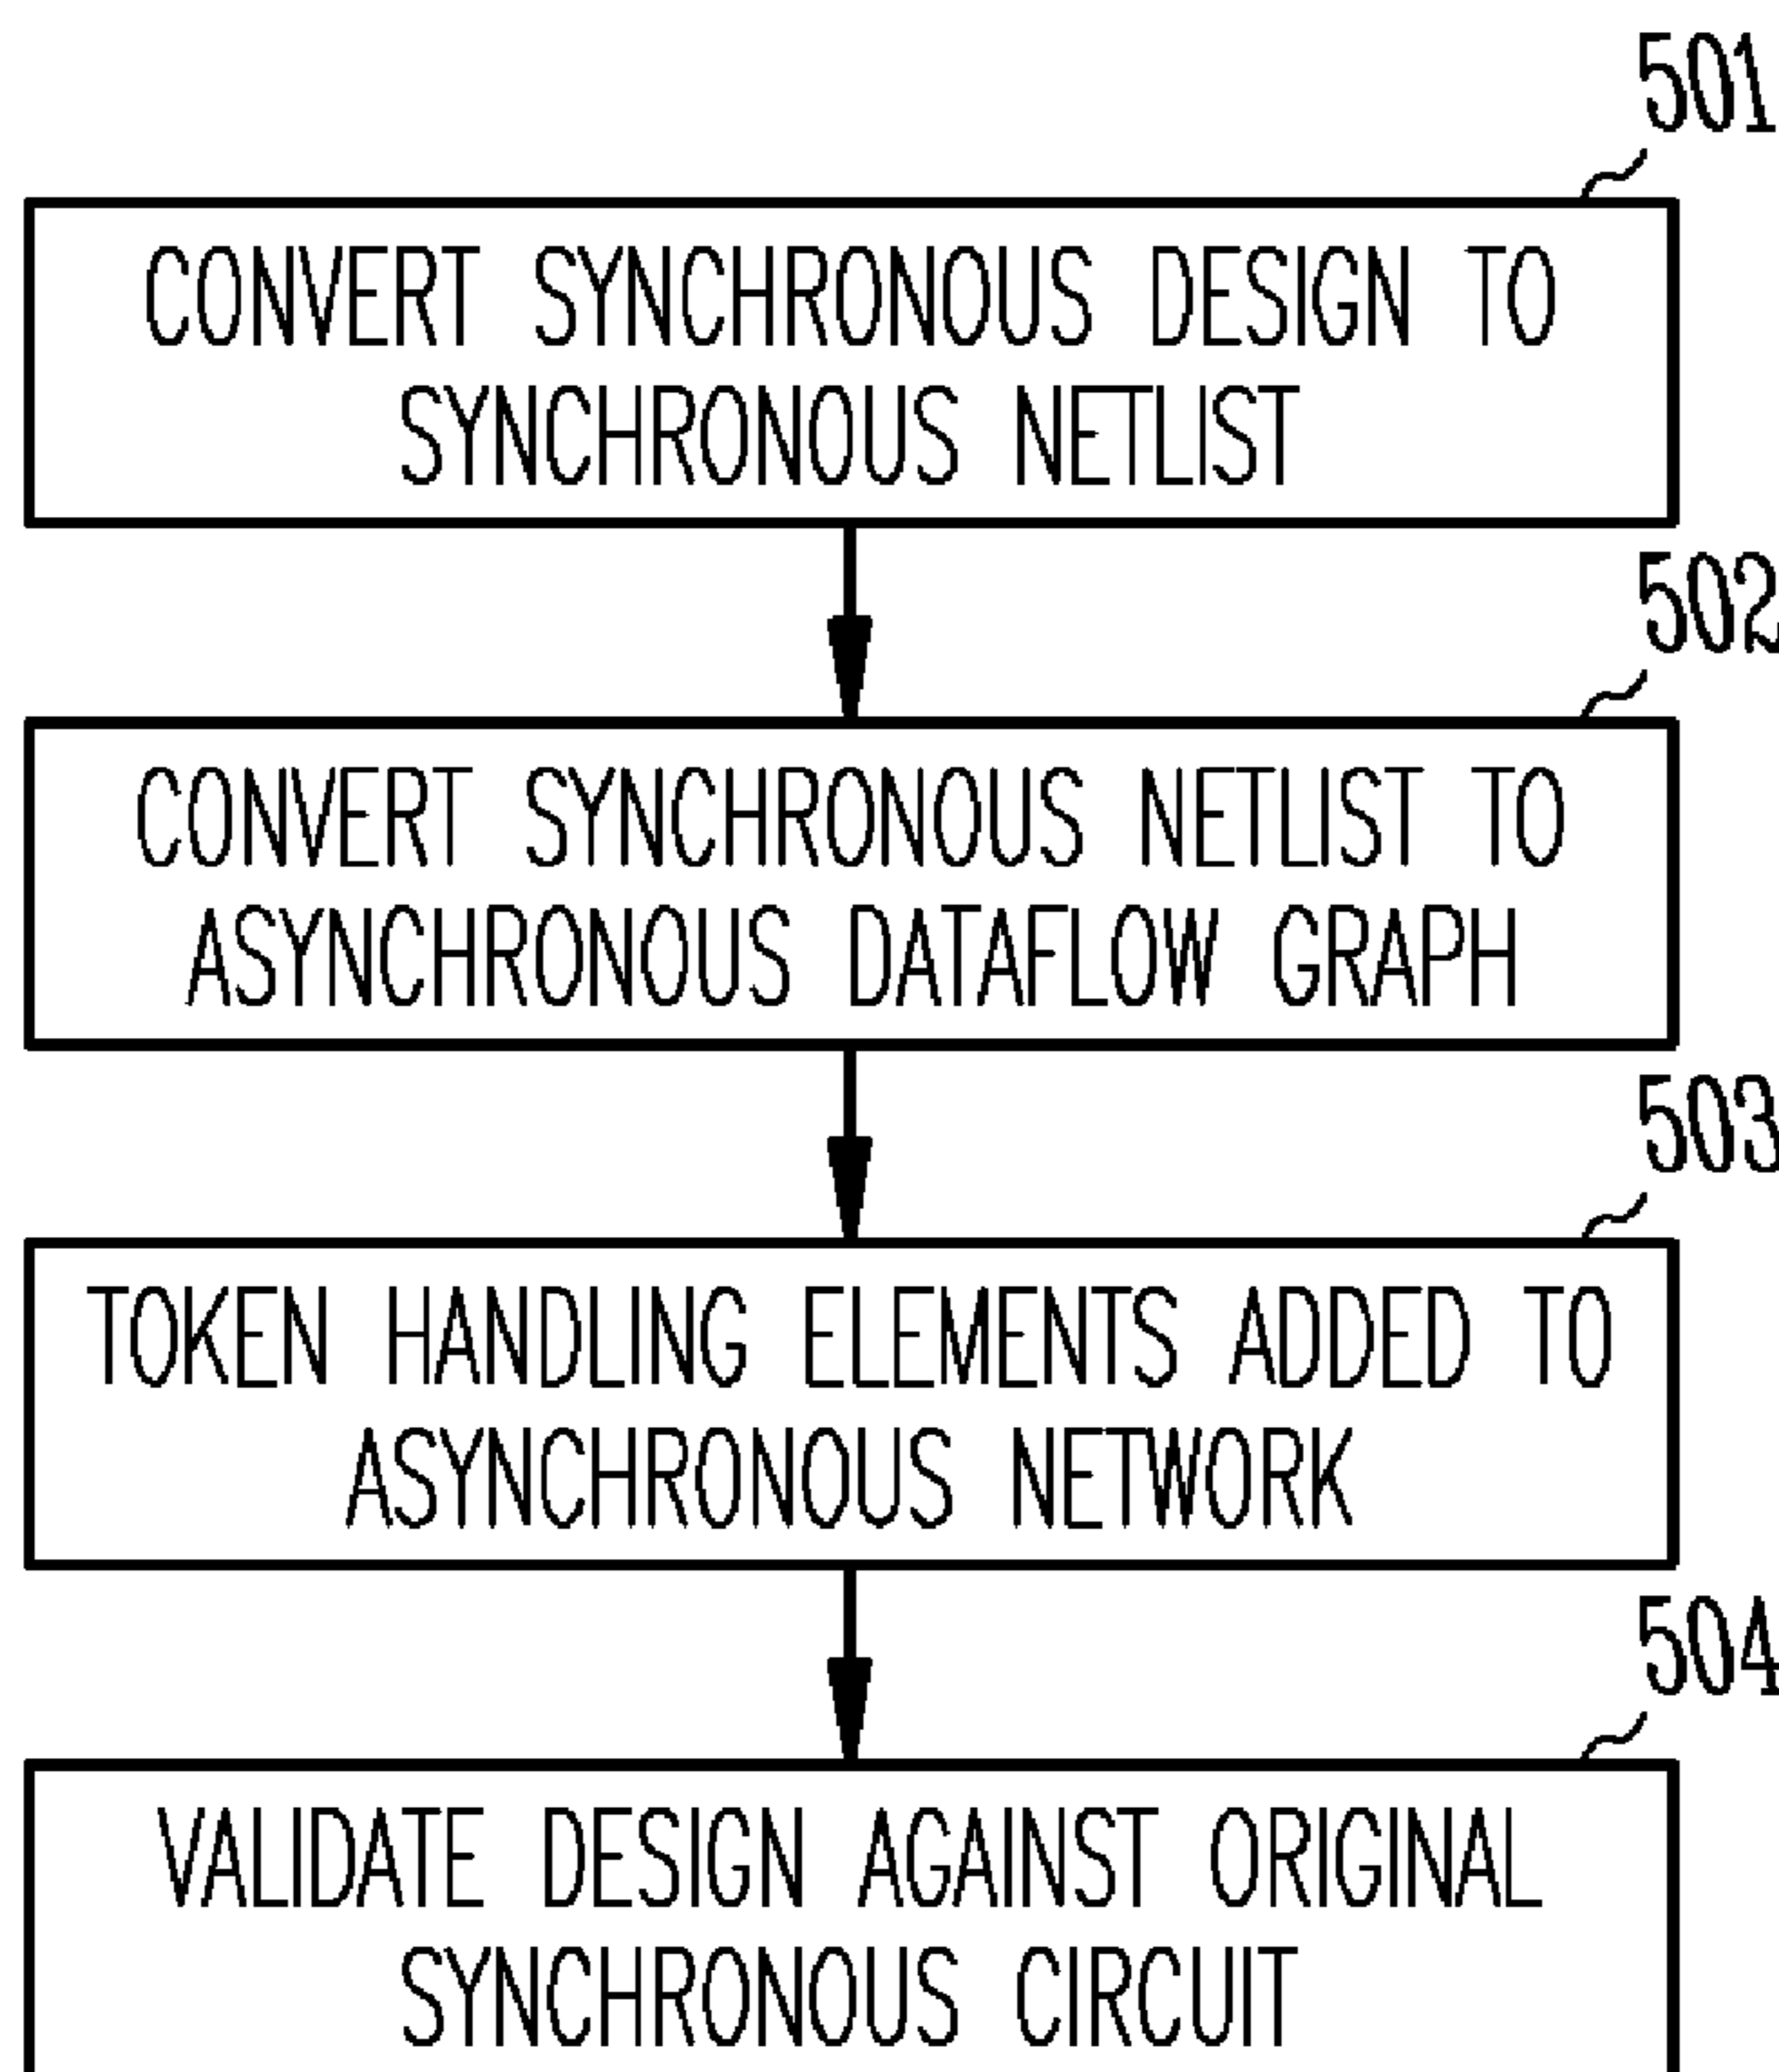 501
CONVERT SYNCHRONOUS DESIGN TO
SYNCHRONOUS NETLIST
502
CONVERT SYNCHRONOUS NETLIST TO
ASYNCHRONOUS DATAFLOW GRAPH
503
TOKEN HANDLING ELEMENTS ADDED TO
ASYNCHRONOUS NETWORK
504
VALIDATE DESIGN AGAINST ORIGINAL
SYNCHRONOUS CIRCUIT